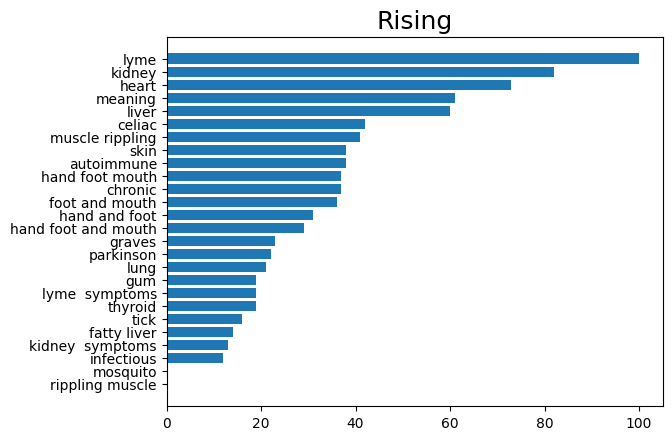 Rising
lyme
kidney
heart
meaning
liver
celiac
muscle rippling
skin
autoimmune
hand foot mouth
chronic
foot and mouth
hand and foot
hand foot and mouth
graves
parkinson
lung
gum
lyme  symptoms
thyroid
tick
fatty liver
kidney  symptoms
infectious
mosquito
rippling muscle
0 20 40 60 80 100